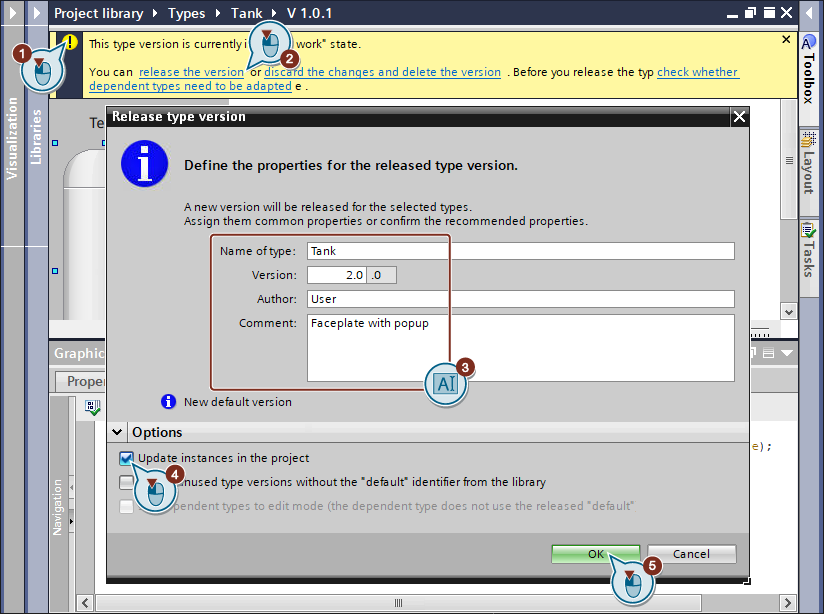 Project library Types Tank V 1.0.1
1
This type version is currently i work" state.
2
You can release the version or discard the changes and delete the version . Before you release the typ check whether
dependent types need to be adapted e .
Visualization
Libraries
Toolbox
Layout
Tasks
Te
Release type version
Define the properties for the released type version.
A new version will be released for the selected types.
Assign them common properties or confirm the recommended properties.
Name of type: Tank
Version: 2.0 .0
Author: User
Comment: Faceplate with popup
3
AI
New default version
Graphic
Proper
Options
Update instances in the project
4
nused type versions without the "default" identifier from the library
pendent types to edit mode (the dependent type does not use the released "default"
e);
Navigation
OK Cancel
5